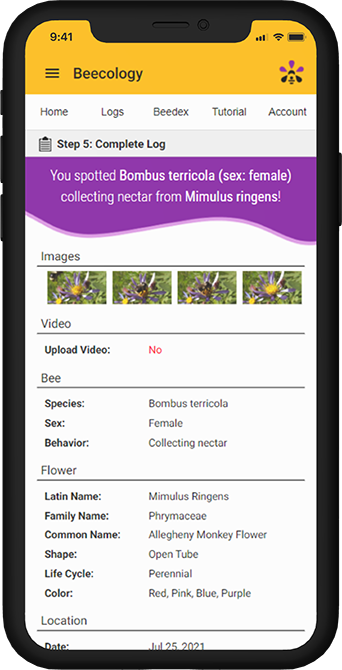 9:41
Beecology
Home Logs Beedex Tutorial Account
Step 5: Complete Log
You spotted Bombus terricola (sex: female)
collecting nectar from Mimulus ringens!
Images
Video
Upload Video: No
Bee
Species: Bombus terricola
Sex: Female
Behavior: Collecting nectar
Flower
Latin Name: Mimulus Ringens
Family Name: Phrymaceae
Common Name: Allegheny Monkey Flower
Shape: Open Tube
Life Cycle: Perennial
Color: Red, Pink, Blue, Purple
Location
Date: Jul 25, 2021